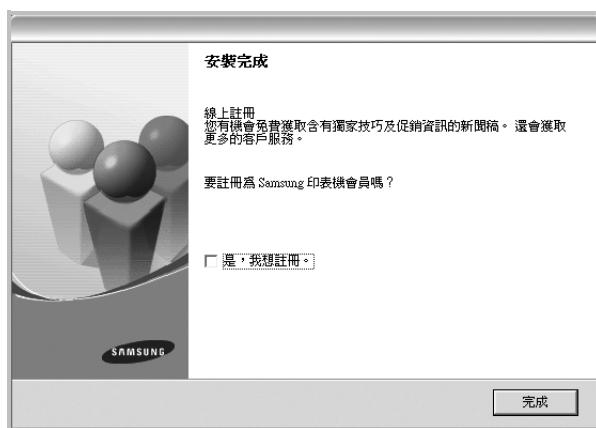 安裝完成
線上註冊
您有機會免費獲取含有獨家技巧及促銷資訊的新聞稿。還會獲取
更多的客戶服務。
要註冊爲 Samsung 印表機會員嗎？
是，我想註冊。
SAMSUNG
完成